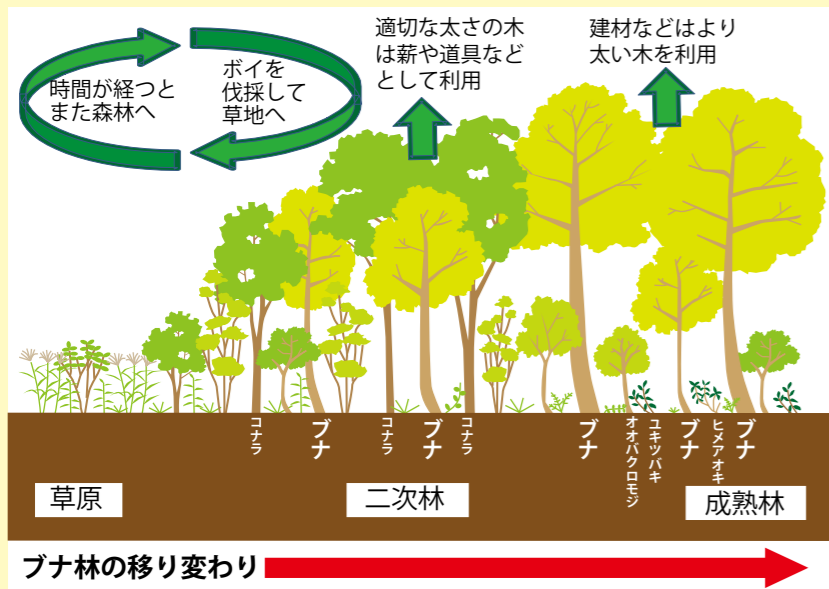 時間が経つと
また森林へ
ボイを
伐採して
草地へ
適切な太さの木
は薪や道具など
として利用
建材などはより
太い木を利用
コナラ
ブナ
コナラ
ブナ
コナラ
ブナ
オオバクロモジ
ユキツバキ
ブナ
ヒメアオキ
ブナ
草原
二次林
成熟林
ブナ林の移り変わり